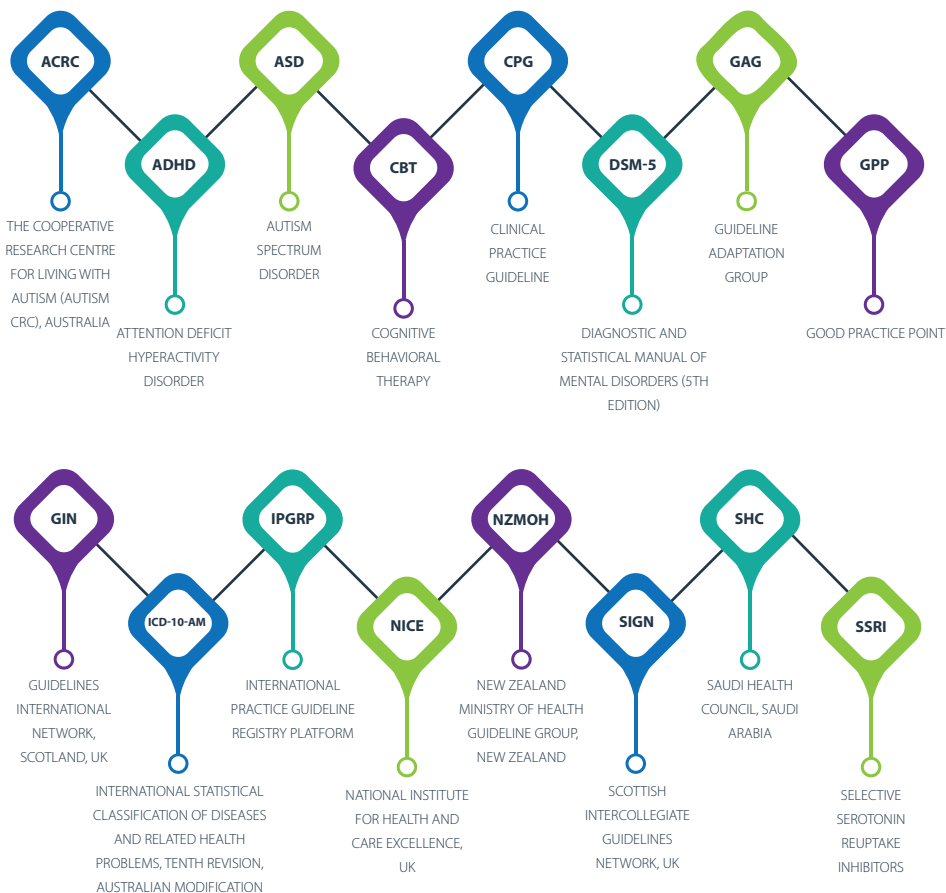 ACRC
THE COOPERATIVE
RESEARCH CENTRE
FOR LIVING WITH
AUTISM (AUTISM
CRC), AUSTRALIA
ADHD
ATTENTION DEFICIT
HYPERACTIVITY
DISORDER
ASD
AUTISM
SPECTRUM
DISORDER
CBT
COGNITIVE
BEHAVIORAL
THERAPY
CPG
CLINICAL
PRACTICE
GUIDELINE
DSM-5
DIAGNOSTIC AND
STATISTICAL MANUAL OF
MENTAL DISORDERS (5TH
EDITION)
GAG
GUIDELINE
ADAPTATION
GROUP
GPP
GOOD PRACTICE POINT
GIN
GUIDELINES
INTERNATIONAL
NETWORK,
SCOTLAND, UK
ICD-10-AM
INTERNATIONAL STATISTICAL
CLASSIFICATION OF DISEASES
AND RELATED HEALTH
PROBLEMS, TENTH REVISION,
AUSTRALIAN MODIFICATION
IPGRP
INTERNATIONAL
PRACTICE GUIDELINE
REGISTRY PLATFORM
NICE
NATIONAL INSTITUTE
FOR HEALTH AND
CARE EXCELLENCE,
UK
NZMOH
NEW ZEALAND
MINISTRY OF HEALTH
GUIDELINE GROUP,
NEW ZEALAND
SIGN
SCOTTISH
INTERCOLLEGIATE
GUIDELINES
NETWORK, UK
SHC
SAUDI HEALTH
COUNCIL, SAUDI
ARABIA
SSRI
SELECTIVE
SEROTONIN
REUPTAKE
INHIBITORS